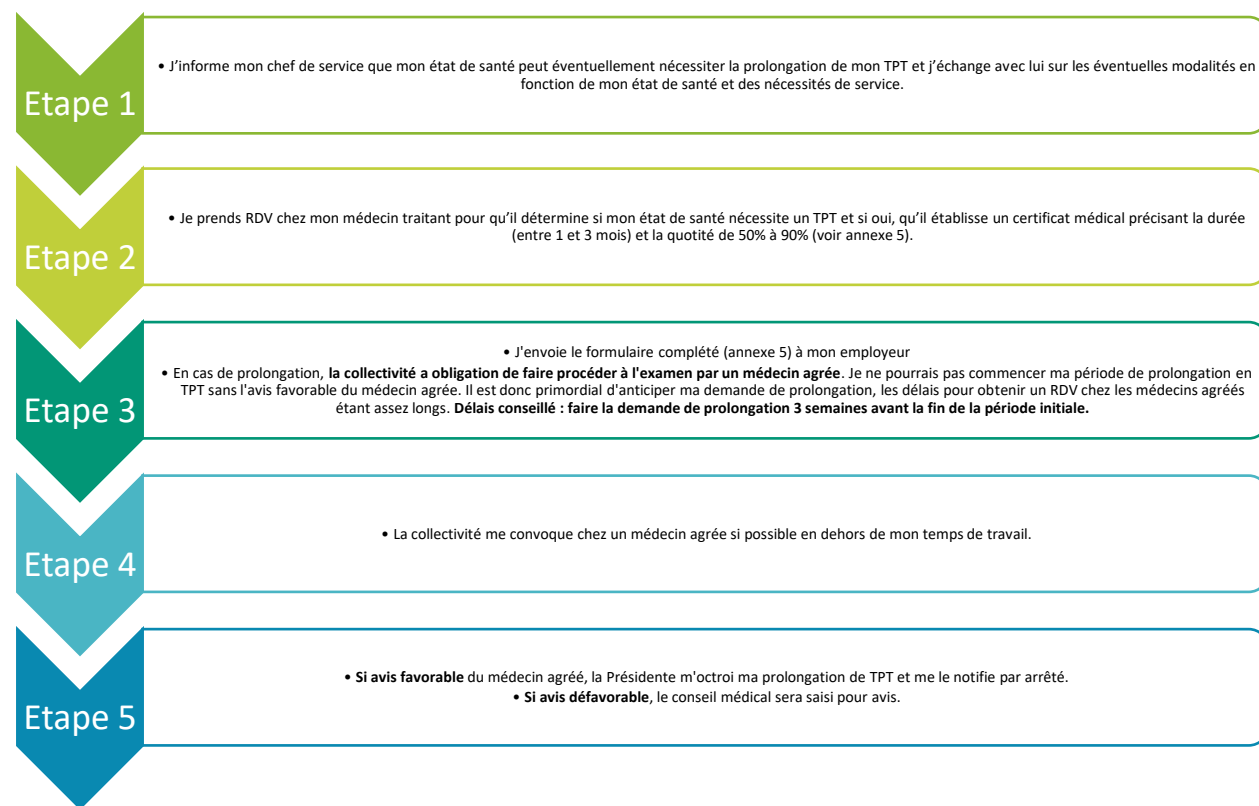 Etape 1
• J'informe mon chef de service que mon état de santé peut éventuellement nécessiter la prolongation de mon TPT et j'échange avec lui sur les éventuelles modalités en
fonction de mon état de santé et des nécessités de service.
Etape 2
• Je prends RDV chez mon médecin traitant pour qu'il détermine si mon état de santé nécessite un TPT et si oui, qu'il établisse un certificat médical précisant la durée
(entre 1 et 3 mois) et la quotité de 50% à 90% (voir annexe 5).
Etape 3
• J'envoie le formulaire complété (annexe 5) à mon employeur
• En cas de prolongation, la collectivité a obligation de faire procéder à l'examen par un médecin agrée. Je ne pourrais pas commencer ma période de prolongation en
TPT sans l'avis favorable du médecin agrée. Il est donc primordial d'anticiper ma demande de prolongation, les délais pour obtenir un RDV chez les médecins agréés
étant assez longs. Délais conseillé : faire la demande de prolongation 3 semaines avant la fin de la période initiale.
Etape 4
• La collectivité me convoque chez un médecin agrée si possible en dehors de mon temps de travail.
Etape 5
• Si avis favorable du médecin agréé, la Présidente m'octroi ma prolongation de TPT et me le notifie par arrêté.
• Si avis défavorable, le conseil médical sera saisi pour avis.